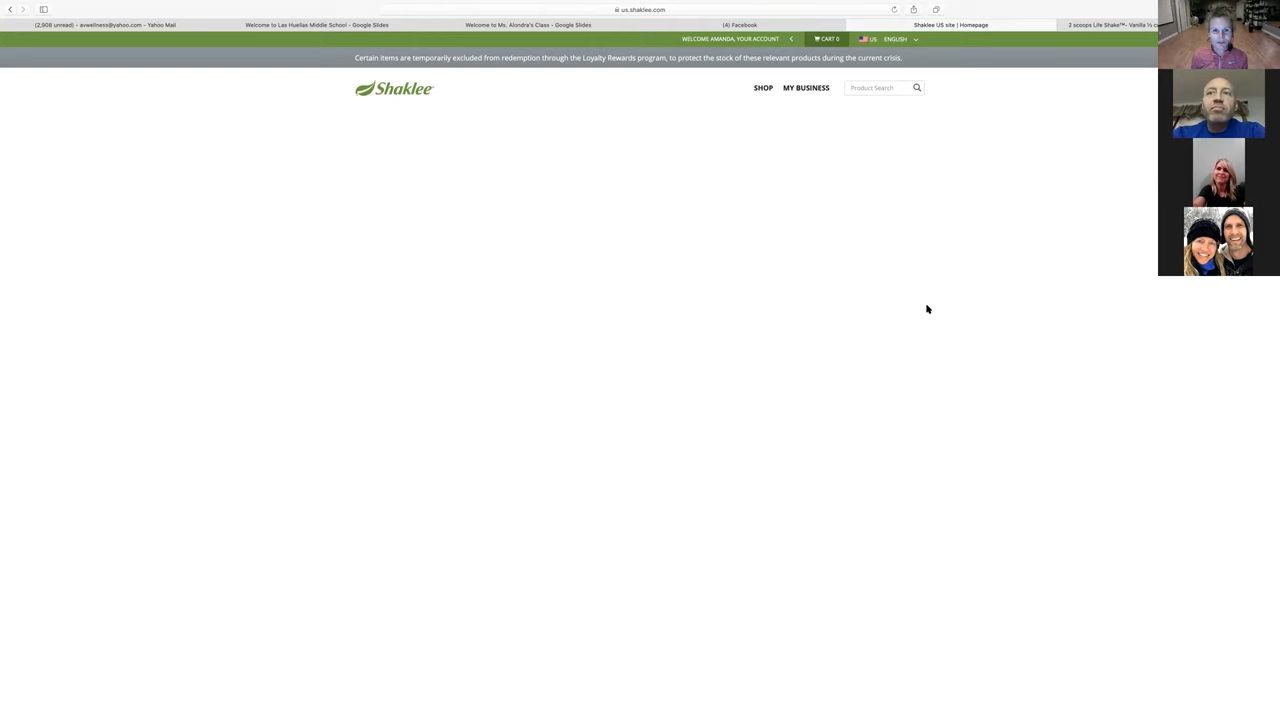 us.shaklee.com
(2,908 unread) - avwellness@yahoo.com - Yahoo Mail
Welcome to Las Huellas Middle School - Google Slides
Welcome to Ms. Alondra's Class - Google Slides
(4) Facebook
Shaklee US site | Homepage
2 scoops Life Shake™- Vanilla ½ c
WELCOME AMANDA, YOUR ACCOUNT
CART 0
US
ENGLISH
Certain items are temporarily excluded from redemption through the Loyalty Rewards program, to protect the stock of these relevant products during the current crisis.
Shaklee
SHOP
MY BUSINESS
Product Search